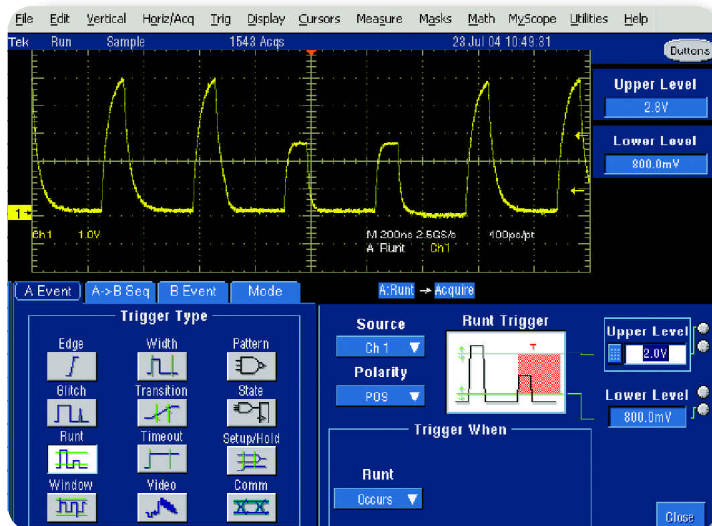 File Edit Vertical Horiz/Acq Trig Display Cursors Measure Masks Math MyScope Utilities Help
Tek Run Sample 1543 Acqs 23 Jul 04 10:49:31
Buttons
Upper Level
2.8V
Lower Level
800.0mV
1
Ch1 1.0V
M 200ns 2.5GS/s 400ps/pt
A Runt Ch1
A Event A->B Seq B Event Mode
A:Runt → Acquire
Trigger Type
Edge Width Pattern
Glitch Transition State
Runt Timeout Setup/Hold
Window Video Comm
Source
Ch 1
Polarity
POS
Runt Trigger
T
Upper Level
2.0V
Lower Level
800.0mV
Trigger When
Runt
Occurs
Close